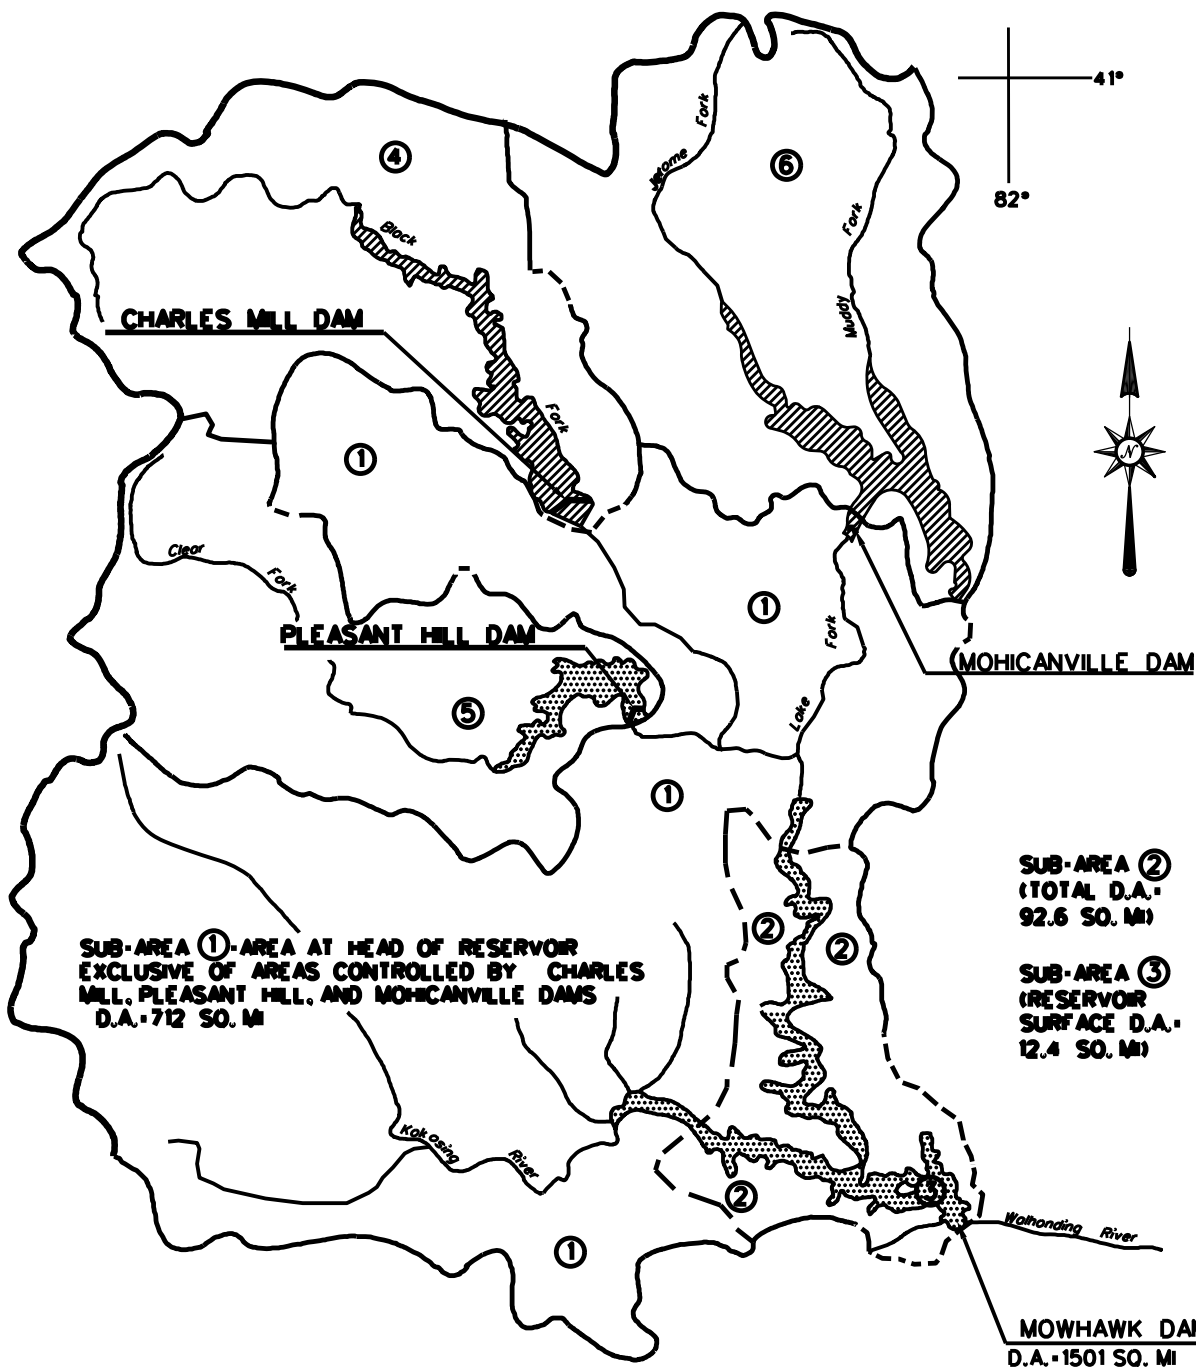 41°
82°
④
⑥
Jerome Fork
Muddy Fork
Black Fork
CHARLES MILL DAM
①
N
Clear Fork
①
Lake Fork
PLEASANT HILL DAM
MOHICANVILLE DAM
⑤
①
SUB-AREA ②
(TOTAL D.A.=
92.6 SQ. MI)
②
②
SUB-AREA ①-AREA AT HEAD OF RESERVOIR
EXCLUSIVE OF AREAS CONTROLLED BY CHARLES
MILL, PLEASANT HILL, AND MOHICANVILLE DAMS
D.A.=712 SQ. MI
SUB-AREA ③
(RESERVOIR
SURFACE D.A.=
12.4 SQ. MI)
Kokosing River
②
③
Walhonding River
①
MOWHAWK DA
D.A.=1501 SQ. MI